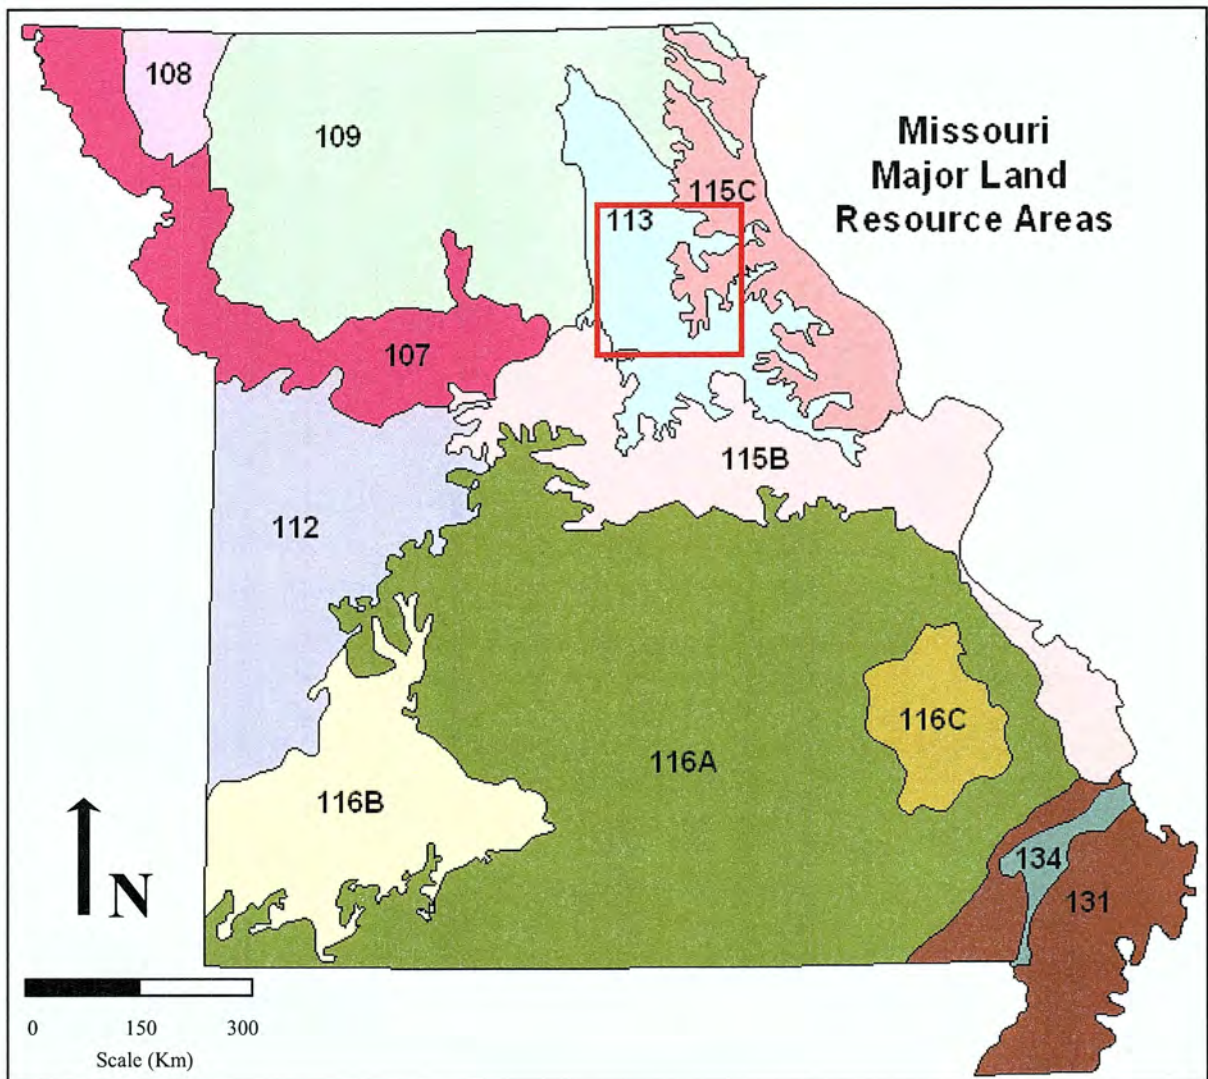 108
109
Missouri
Major Land
Resource Areas
115C
113
107
115B
112
116C
116A
116B
134
131
N
0 150 300
Scale (Km)